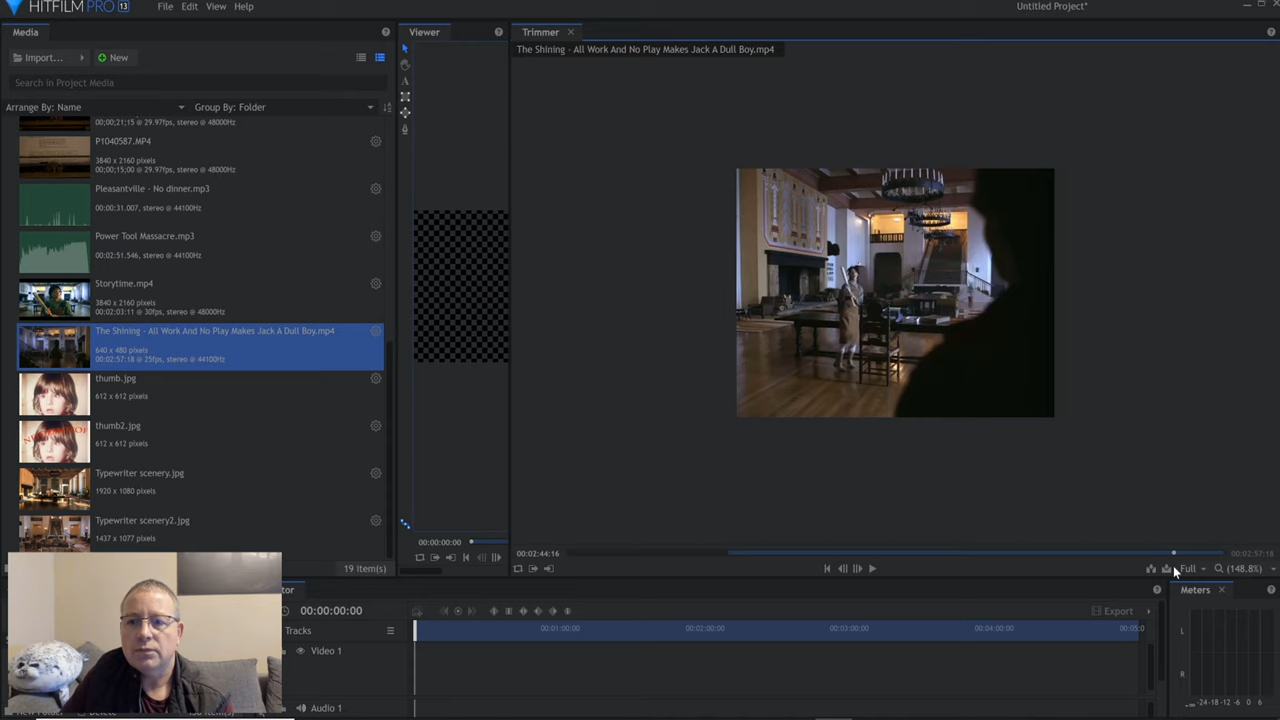 HITFILM PRO 13
File Edit View Help
Untitled Project*
Media
Import...
New
Search in Project Media
Arrange By: Name
Group By: Folder
00;00;21;15 @ 29.97fps, stereo @ 48000Hz
P1040587.MP4
3840 x 2160 pixels
00;00;15;00 @ 29.97fps, stereo @ 48000Hz
Pleasantville - No dinner.mp3
00:00:31.007, stereo @ 44100Hz
Power Tool Massacre.mp3
00:02:51.546, stereo @ 44100Hz
Storytime.mp4
3840 x 2160 pixels
00:02:03:11 @ 30fps, stereo @ 48000Hz
The Shining - All Work And No Play Makes Jack A Dull Boy.mp4
640 x 480 pixels
00:02:57:18 @ 25fps, stereo @ 44100Hz
thumb.jpg
612 x 612 pixels
thumb2.jpg
612 x 612 pixels
Typewriter scenery.jpg
1920 x 1080 pixels
Typewriter scenery2.jpg
1437 x 1077 pixels
19 item(s)
Viewer
00:00:00:00
Trimmer
The Shining - All Work And No Play Makes Jack A Dull Boy.mp4
00:02:44:16
00:02:57:18
Full
(148.8%)
tor
00:00:00:00
Export
Tracks
00:01:00:00
00:02:00:00
00:03:00:00
00:04:00:00
00:05:0
Video 1
Audio 1
Meters
L
R
-24 -18 -12 -6 0 6